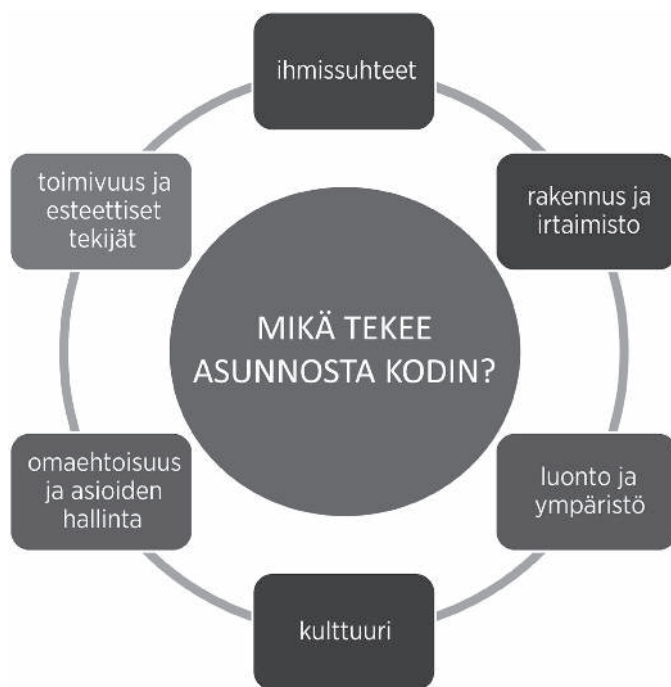 ihmissuhteet
toimivuus ja
esteettiset
tekijät
rakennus ja
irtaimisto
MIKÄ TEKEE
ASUNNOSTA KODIN?
omaehtoisuus
ja asioiden
hallinta
luonto ja
ympäristö
kulttuuri